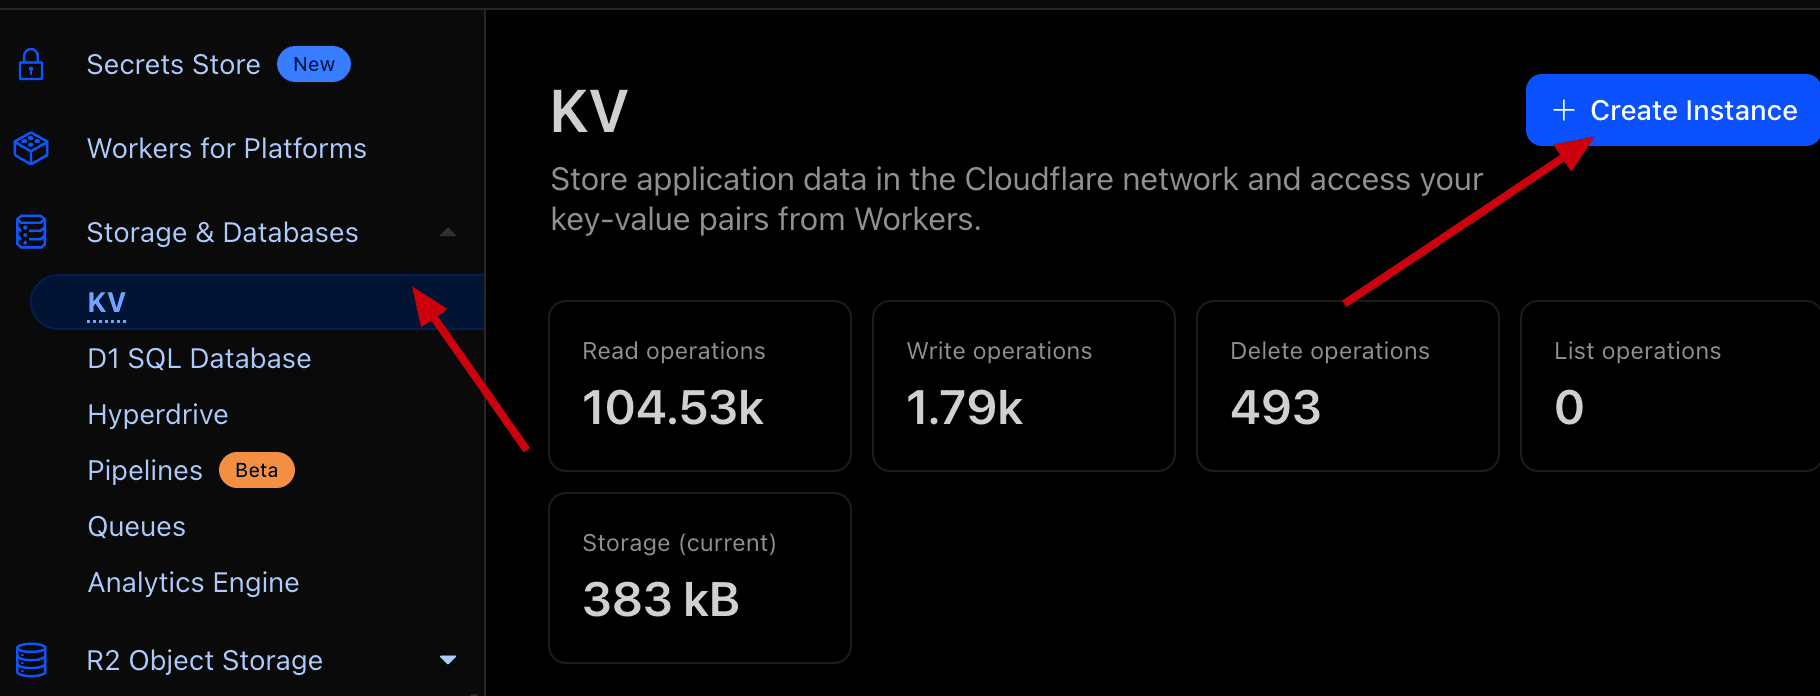 Secrets Store New
Workers for Platforms
Storage & Databases
KV
D1 SQL Database
Hyperdrive
Pipelines Beta
Queues
Analytics Engine
R2 Object Storage
KV
+ Create Instance
Store application data in the Cloudflare network and access your
key-value pairs from Workers.
Read operations
104.53k
Write operations
1.79k
Delete operations
493
List operations
0
Storage (current)
383 kB